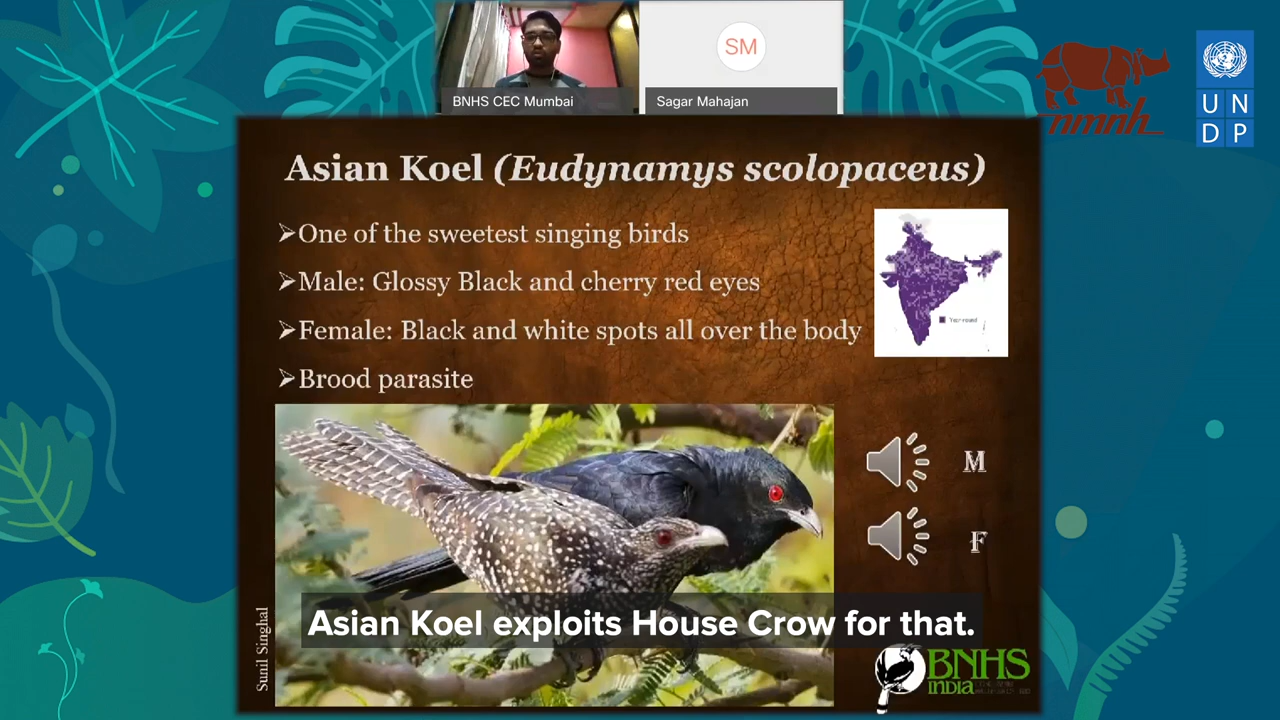 SM
BNHS CEC Mumbai
Sagar Mahajan
nmnh
U N
D P
Asian Koel (Eudynamys scolopaceus)
➢One of the sweetest singing birds
➢Male: Glossy Black and cherry red eyes
➢Female: Black and white spots all over the body
➢Brood parasite
M
F
Sunil Singhal
Asian Koel exploits House Crow for that.
BNHS
INDIA